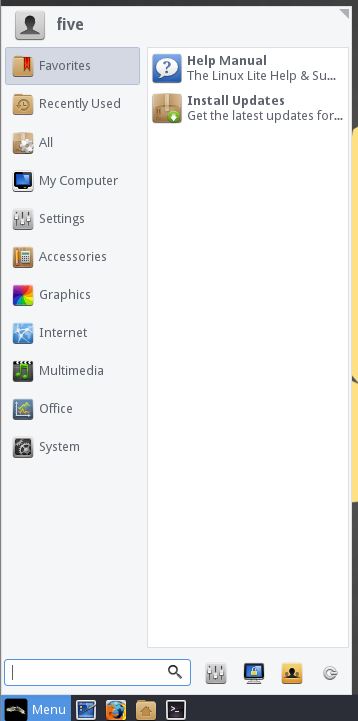 five
Favorites
Recently Used
All
My Computer
Settings
Accessories
Graphics
Internet
Multimedia
Office
System
Help Manual
The Linux Lite Help & Su...
Install Updates
Get the latest updates for...
Menu